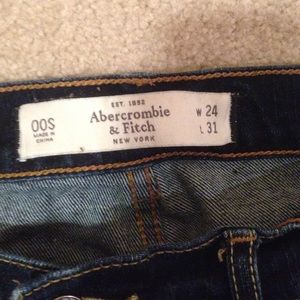 00S
MADE IN
CHINA
EST. 1892
Abercrombie
& Fitch
NEW YORK
W 24
L 31